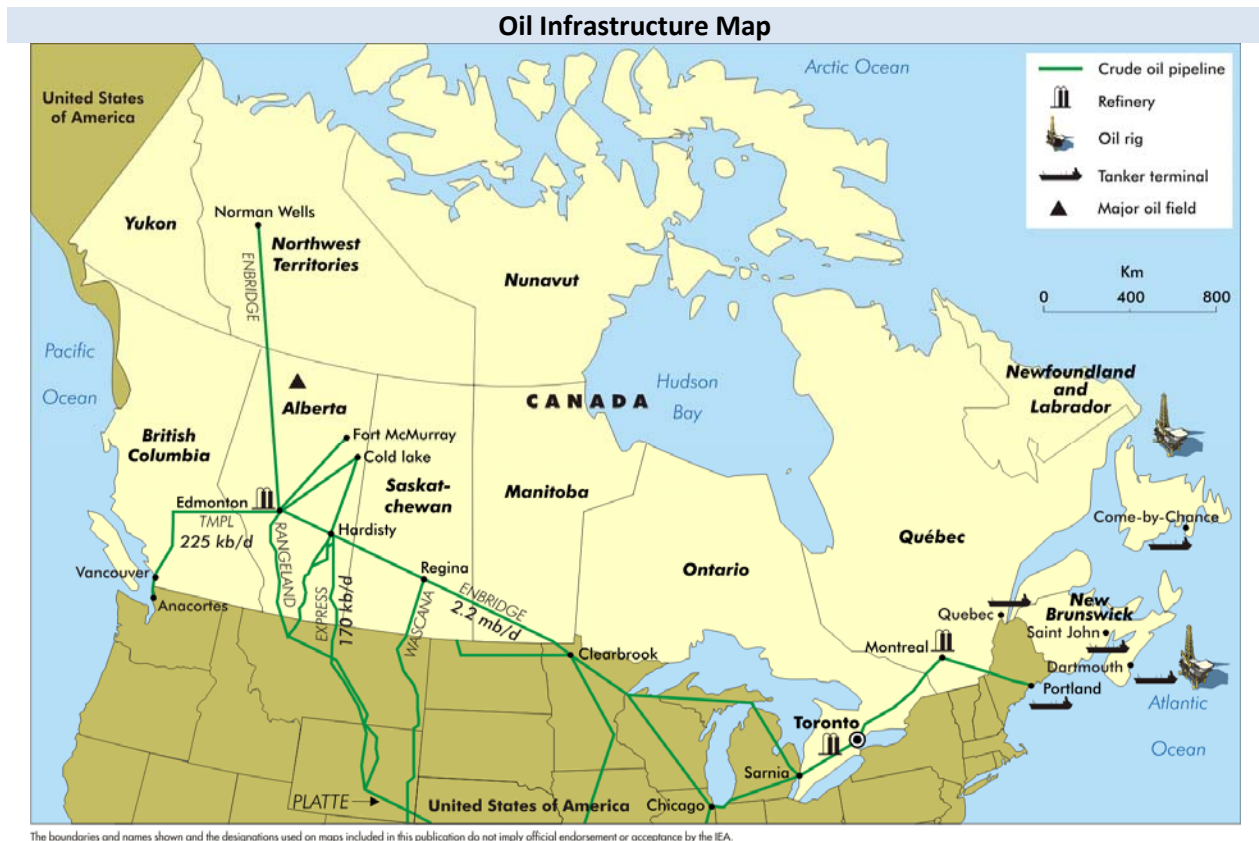 Oil Infrastructure Map
Arctic Ocean
Crude oil pipeline
Refinery
Oil rig
Tanker terminal
Major oil field
Km
0 400 800
United States
of America
Yukon
Norman Wells
Northwest
Territories
ENBRIDGE
Nunavut
Pacific
Ocean
Hudson
Bay
CANADA
Newfoundland
and
Labrador
Alberta
British
Columbia
Fort McMurray
Cold lake
Saskat-
chewan
Manitoba
Edmonton
TMPL
225 kb/d
Hardisty
RANGELAND
EXPRESS
170 kb/d
Regina
WASCANA
ENBRIDGE
2.2 mb/d
Vancouver
Anacortes
Ontario
Québec
Come-by-Chance
New
Brunswick
Quebec
Saint John
Montreal
Dartmouth
Clearbrook
Portland
Atlantic
Ocean
Toronto
Sarnia
PLATTE
United States of America
Chicago
The boundaries and names shown and the designations used on maps included in this publication do not imply official endorsement or acceptance by the IEA.